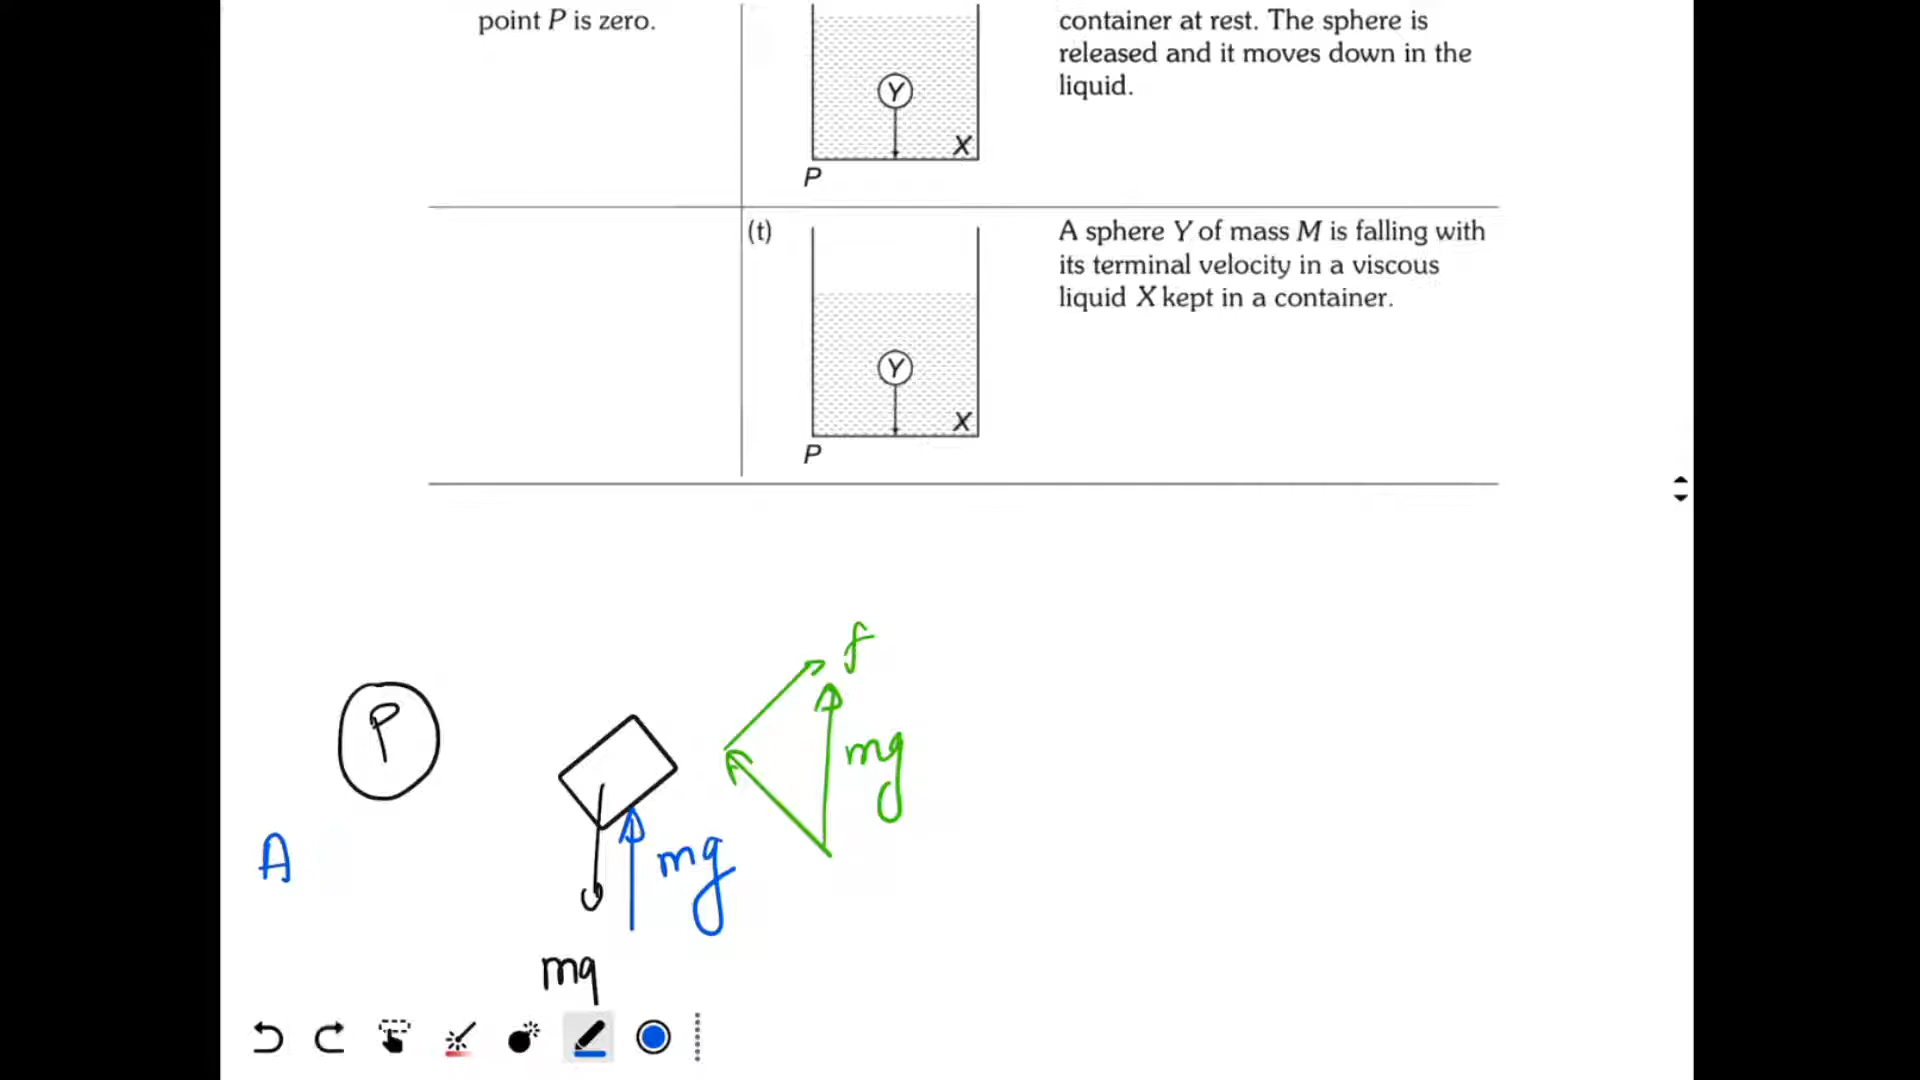 point P is zero.
container at rest. The sphere is
released and it moves down in the
liquid.
Y
X
P
(t)
A sphere Y of mass M is falling with
its terminal velocity in a viscous
liquid X kept in a container.
Y
X
P
f
P
mg
A
mg
mg